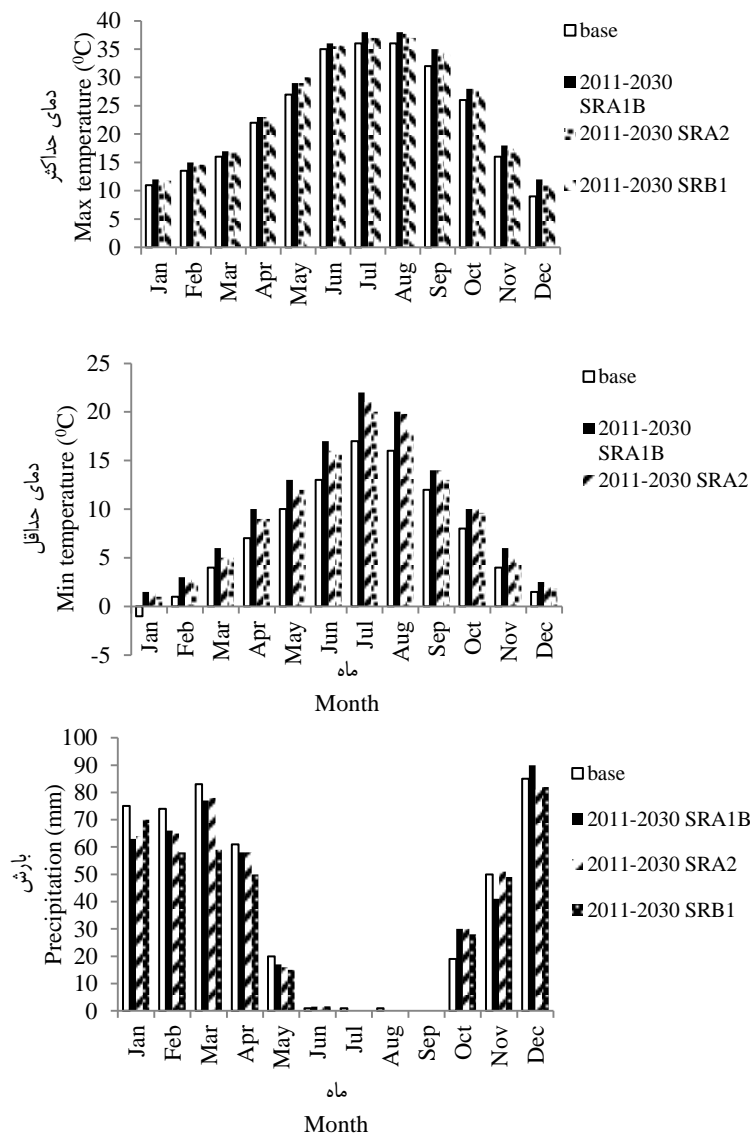 دمای حداکثر
Max temperature (⁰C)
40
35
30
25
20
15
10
5
0
Jan
Feb
Mar
Apr
May
Jun
Jul
Aug
Sep
Oct
Nov
Dec
base
2011-2030
SRA1B
2011-2030 SRA2
2011-2030 SRB1
دمای حداقل
Min temperature (⁰C)
25
20
15
10
5
0
-5
Jan
Feb
Mar
Apr
May
Jun
Jul
Aug
Sep
Oct
Nov
Dec
ماه
Month
base
2011-2030
SRA1B
2011-2030 SRA2
بارش
Precipitation (mm)
100
90
80
70
60
50
40
30
20
10
0
Jan
Feb
Mar
Apr
May
Jun
Jul
Aug
Sep
Oct
Nov
Dec
ماه
Month
base
2011-2030 SRA1B
2011-2030 SRA2
2011-2030 SRB1